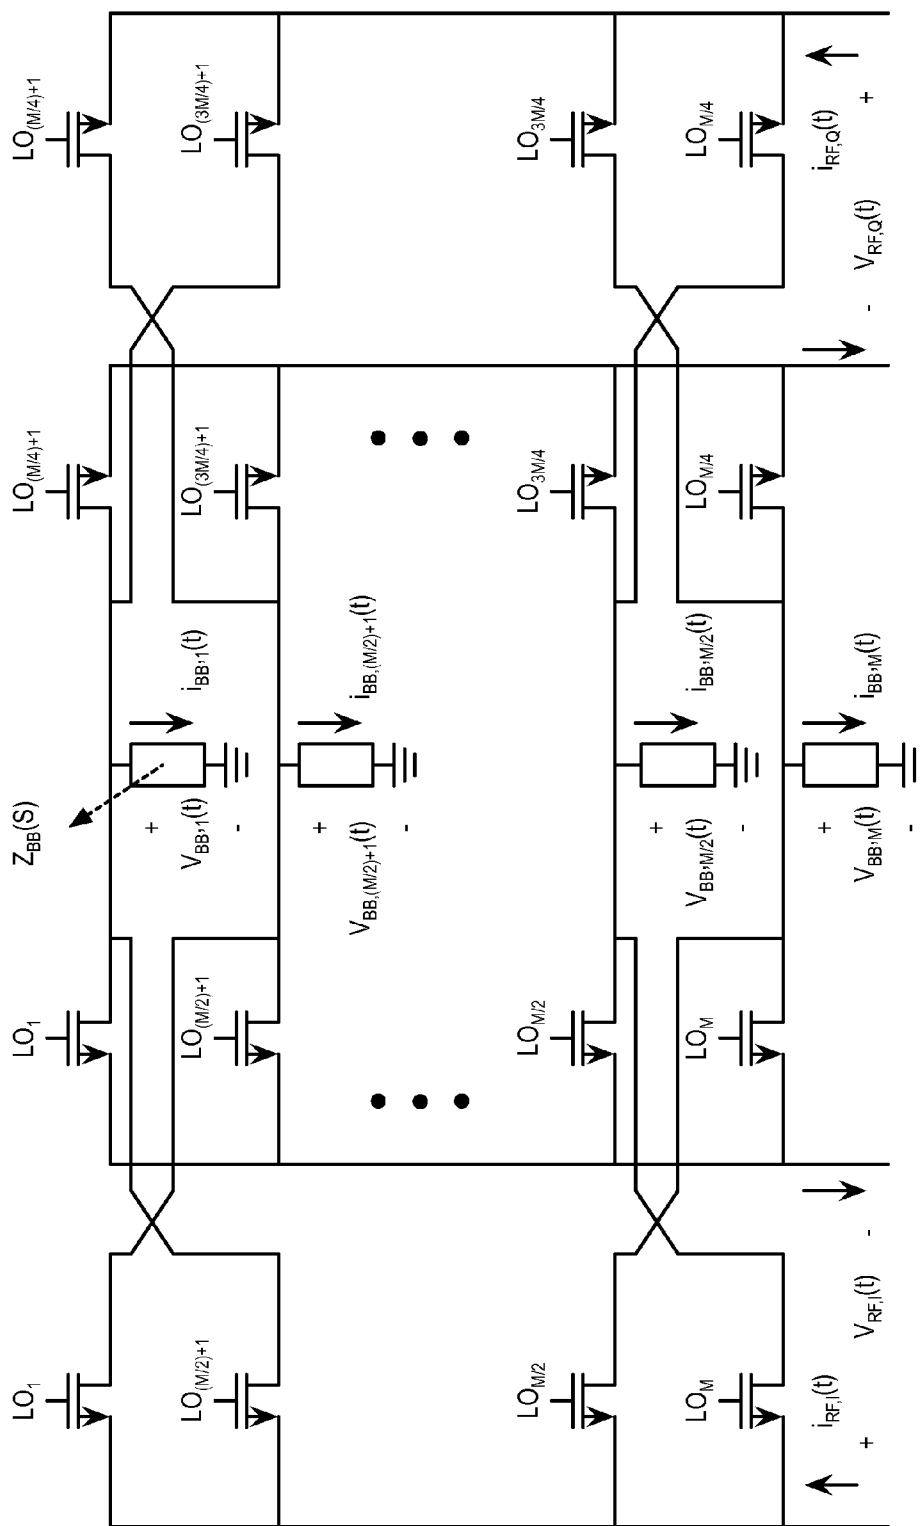 LO(M/4)+1
LO(3M/4)+1
LO3M/4
LOM/4
iRF,Q(t)
+
VRF,Q(t)
-
LO(M/4)+1
LO(3M/4)+1
LO3M/4
LOM/4
ZBB(S)
iBB,1(t)
iBB,(M/2)+1(t)
iBB,M/2(t)
iBB,M(t)
+
VBB,1(t)
-
+
VBB,(M/2)+1(t)
-
+
VBB,M/2(t)
-
+
VBB,M(t)
-
LO1
LO(M/2)+1
LOM/2
LOM
LO1
LO(M/2)+1
LOM/2
LOM
-
VRF,I(t)
iRF,I(t)
+